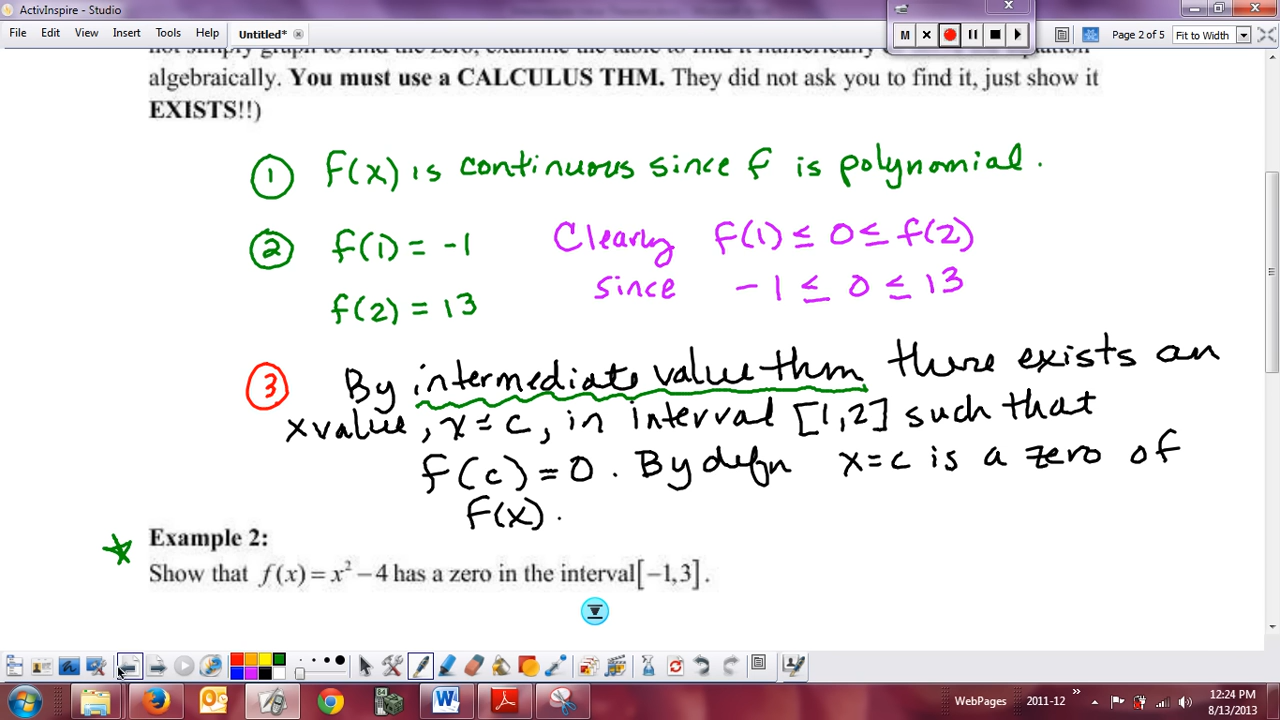 ActivInspire - Studio
File Edit View Insert Tools Help Untitled* Page 2 of 5 Fit to Width
M
algebraically. You must use a CALCULUS THM. They did not ask you to find it, just show it
EXISTS!!)
① f(x) is continuous since f is polynomial.
② f(1) = -1 Clearly f(1) ≤ 0 ≤ f(2)
f(2) = 13 since -1 ≤ 0 ≤ 13
③ By intermediate value thm there exists an
x value, x = c, in interval [1,2] such that
f(c) = 0. By defn x=c is a zero of
f(x).
Example 2:
Show that f(x) = x² − 4 has a zero in the interval [−1,3].
WebPages 2011-12 » 12:24 PM
8/13/2013